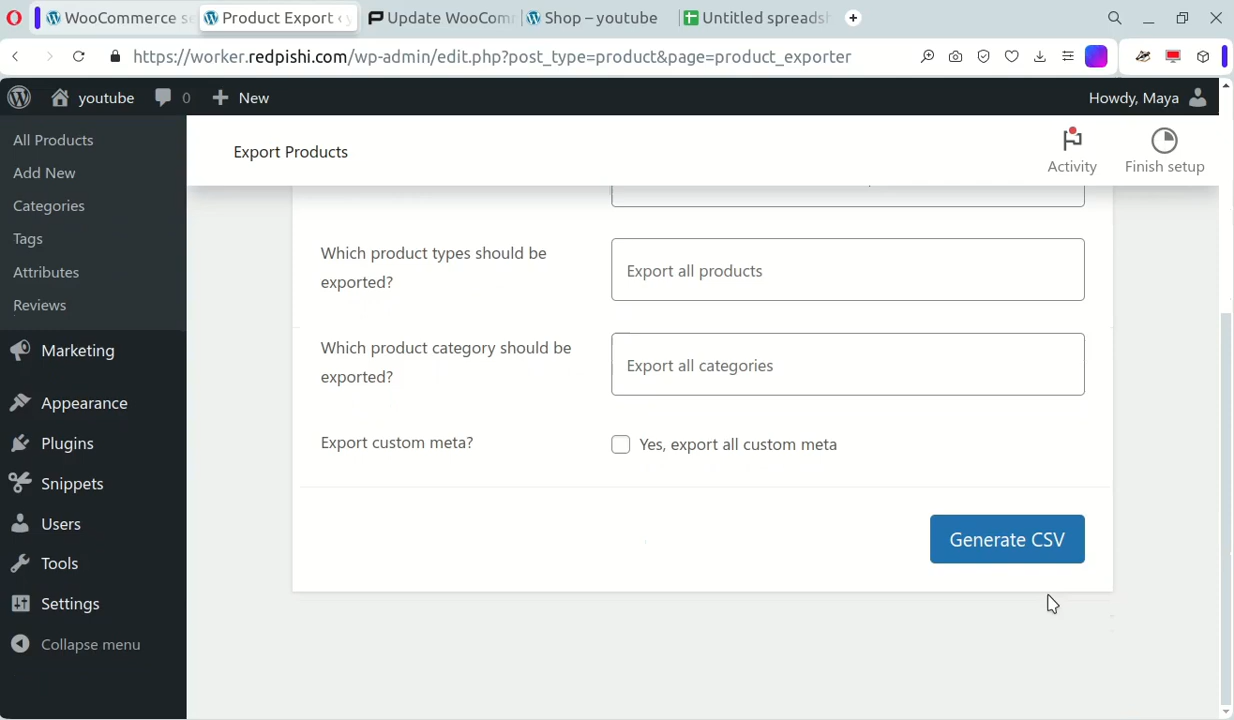 WooCommerce se
Product Export ‹ y
Update WooComm
Shop – youtube
Untitled spreadsh
https://worker.redpishi.com/wp-admin/edit.php?post_type=product&page=product_exporter
youtube
0
New
Howdy, Maya
All Products
Add New
Categories
Tags
Attributes
Reviews
Marketing
Appearance
Plugins
Snippets
Users
Tools
Settings
Collapse menu
Export Products
Activity
Finish setup
Which product types should be
exported?
Export all products
Which product category should be
exported?
Export all categories
Export custom meta?
Yes, export all custom meta
Generate CSV